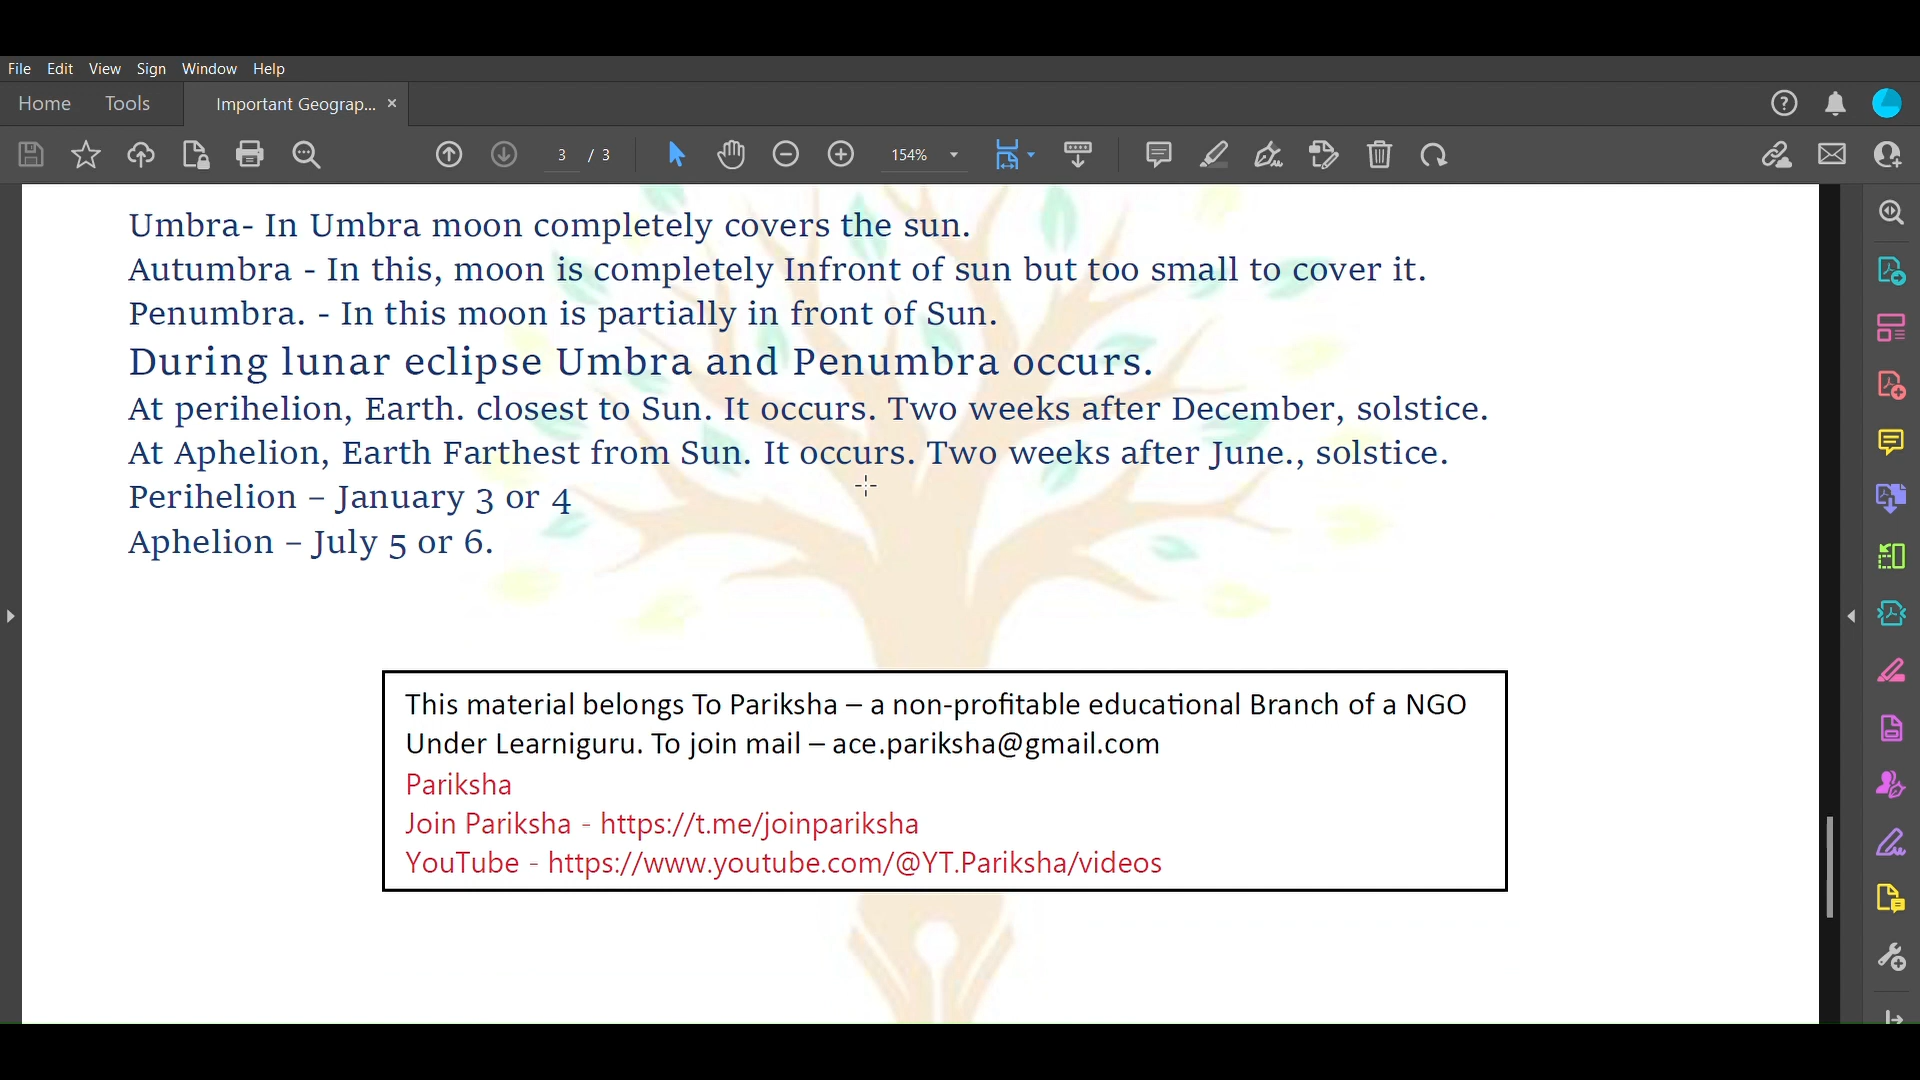 File Edit View Sign Window Help
Home Tools Important Geograp... ×
3 / 3 154%
Umbra- In Umbra moon completely covers the sun.
Autumbra - In this, moon is completely Infront of sun but too small to cover it.
Penumbra. - In this moon is partially in front of Sun.
During lunar eclipse Umbra and Penumbra occurs.
At perihelion, Earth. closest to Sun. It occurs. Two weeks after December, solstice.
At Aphelion, Earth Farthest from Sun. It occurs. Two weeks after June., solstice.
Perihelion – January 3 or 4
Aphelion – July 5 or 6.
This material belongs To Pariksha – a non-profitable educational Branch of a NGO
Under Learniguru. To join mail – ace.pariksha@gmail.com
Pariksha
Join Pariksha - https://t.me/joinpariksha
YouTube - https://www.youtube.com/@YT.Pariksha/videos